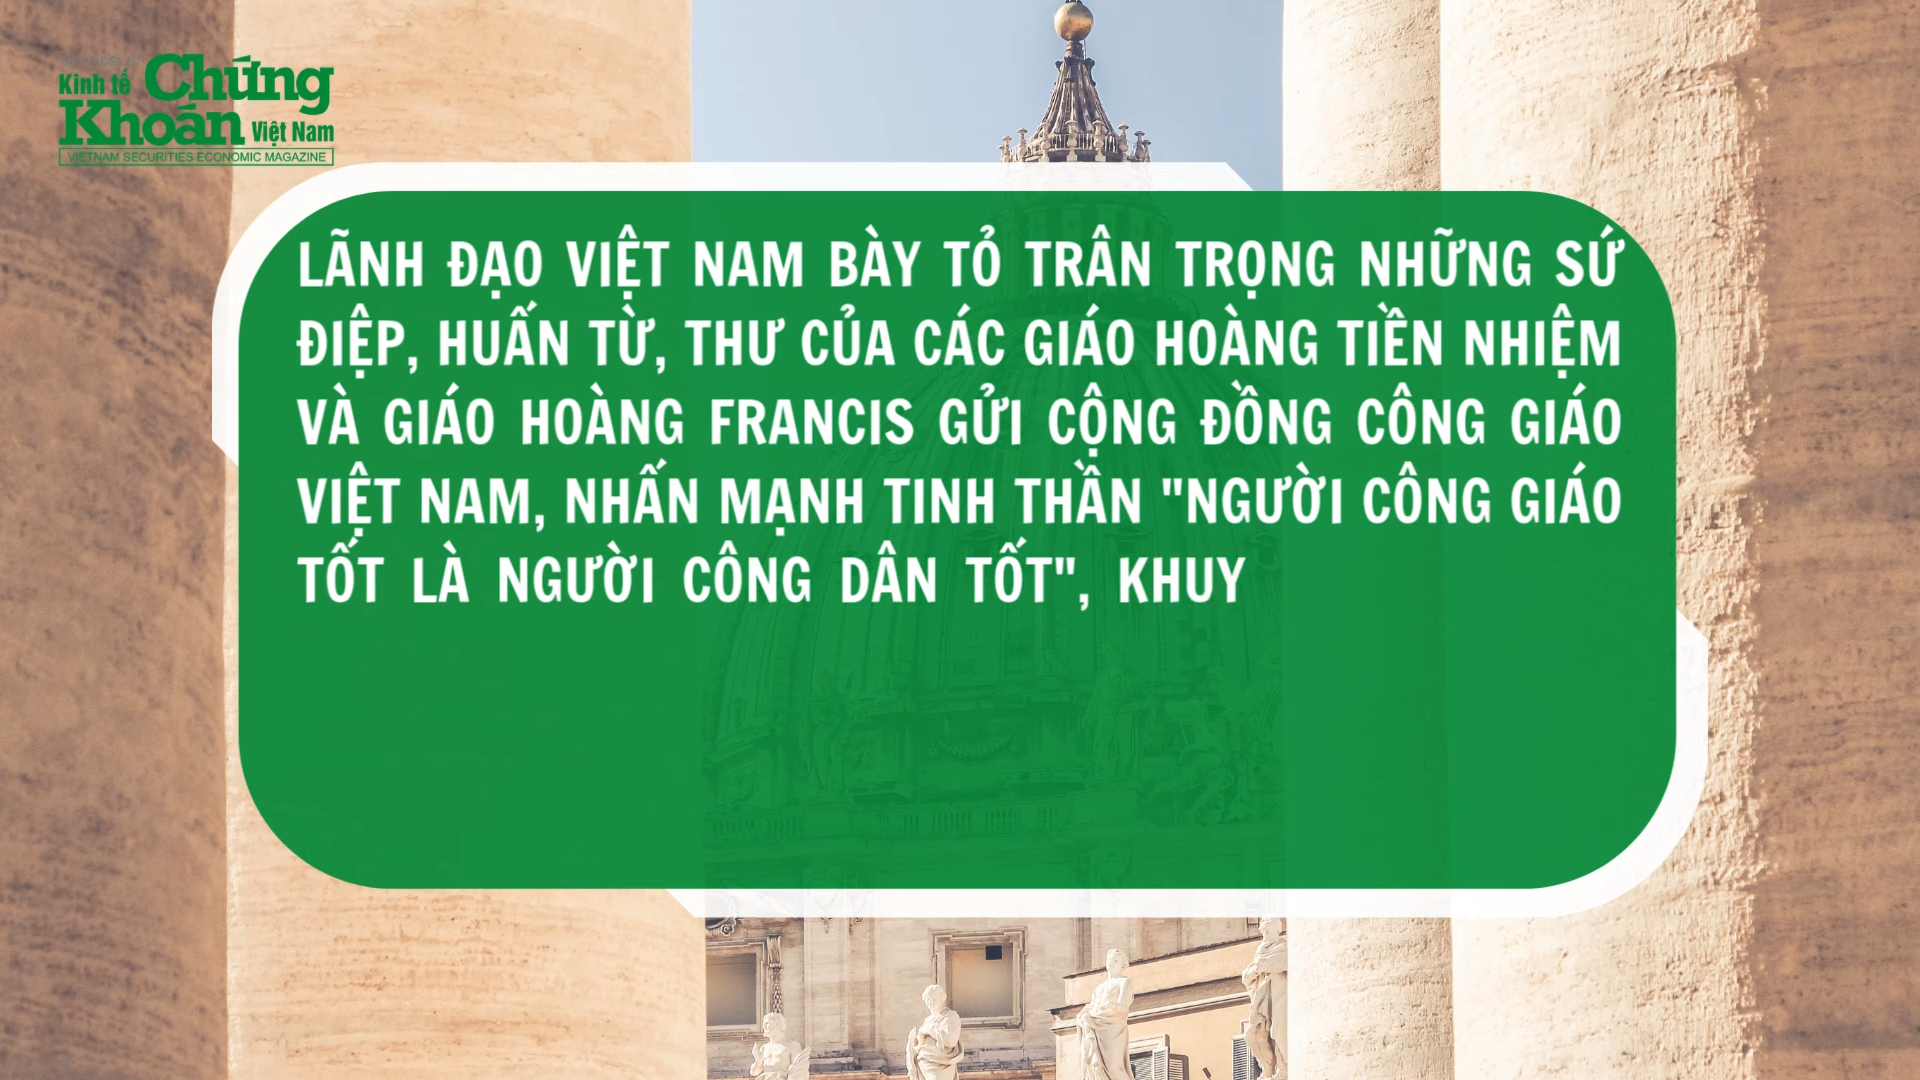 Kinh tế Chứng
Khoán Việt Nam
VIETNAM SECURITIES ECONOMIC MAGAZINE
LÃNH ĐẠO VIỆT NAM BÀY TỎ TRÂN TRỌNG NHỮNG SỨ
ĐIỆP, HUẤN TỪ, THƯ CỦA CÁC GIÁO HOÀNG TIỀN NHIỆM
VÀ GIÁO HOÀNG FRANCIS GỬI CỘNG ĐỒNG CÔNG GIÁO
VIỆT NAM, NHẤN MẠNH TINH THẦN "NGƯỜI CÔNG GIÁO
TỐT LÀ NGƯỜI CÔNG DÂN TỐT", KHUY